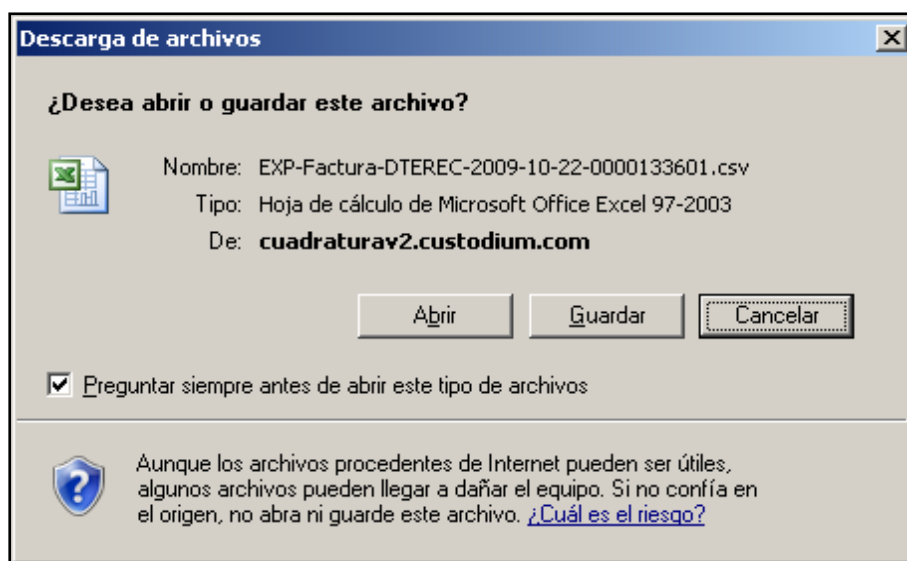 Descarga de archivos
¿Desea abrir o guardar este archivo?
Nombre: EXP-Factura-DTEREC-2009-10-22-0000133601.csv
Tipo: Hoja de cálculo de Microsoft Office Excel 97-2003
De: cuadraturav2.custodium.com
Abrir Guardar Cancelar
Preguntar siempre antes de abrir este tipo de archivos
Aunque los archivos procedentes de Internet pueden ser útiles,
algunos archivos pueden llegar a dañar el equipo. Si no confía en
el origen, no abra ni guarde este archivo. ¿Cuál es el riesgo?